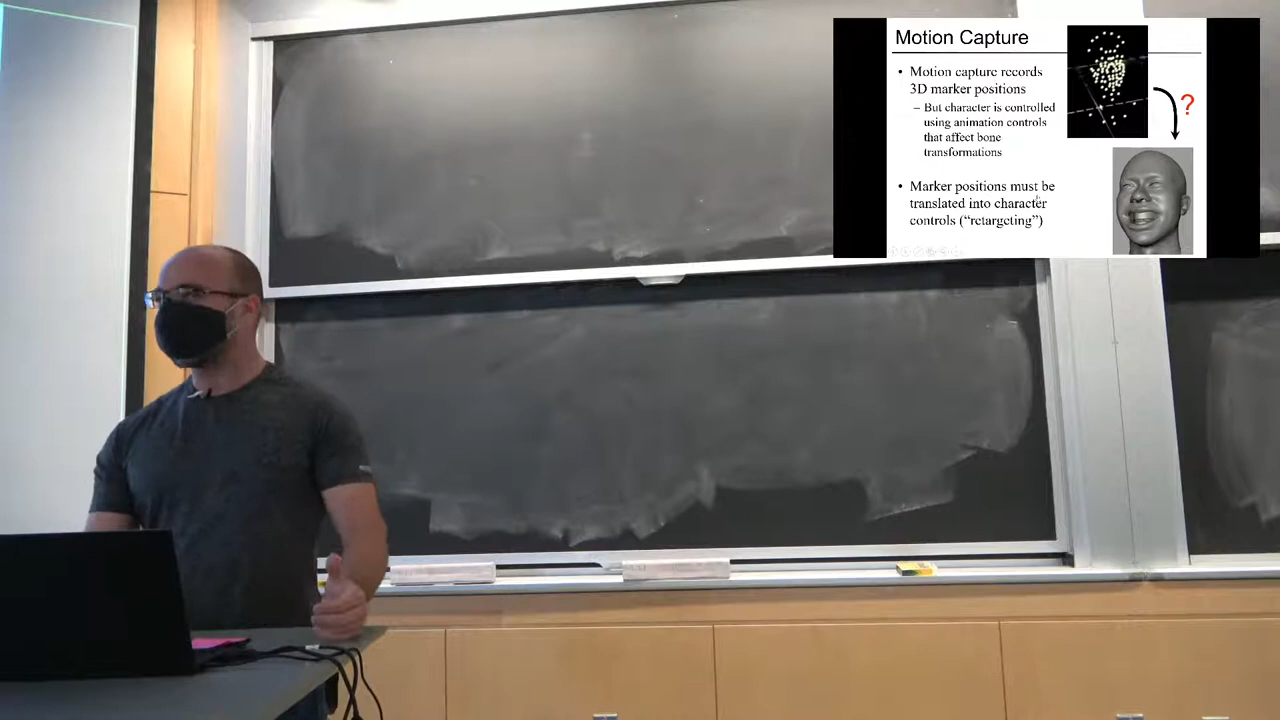 Motion Capture
• Motion capture records
3D marker positions
– But character is controlled
using animation controls
that affect bone
transformations
• Marker positions must be
translated into character
controls (“retargeting”)
?